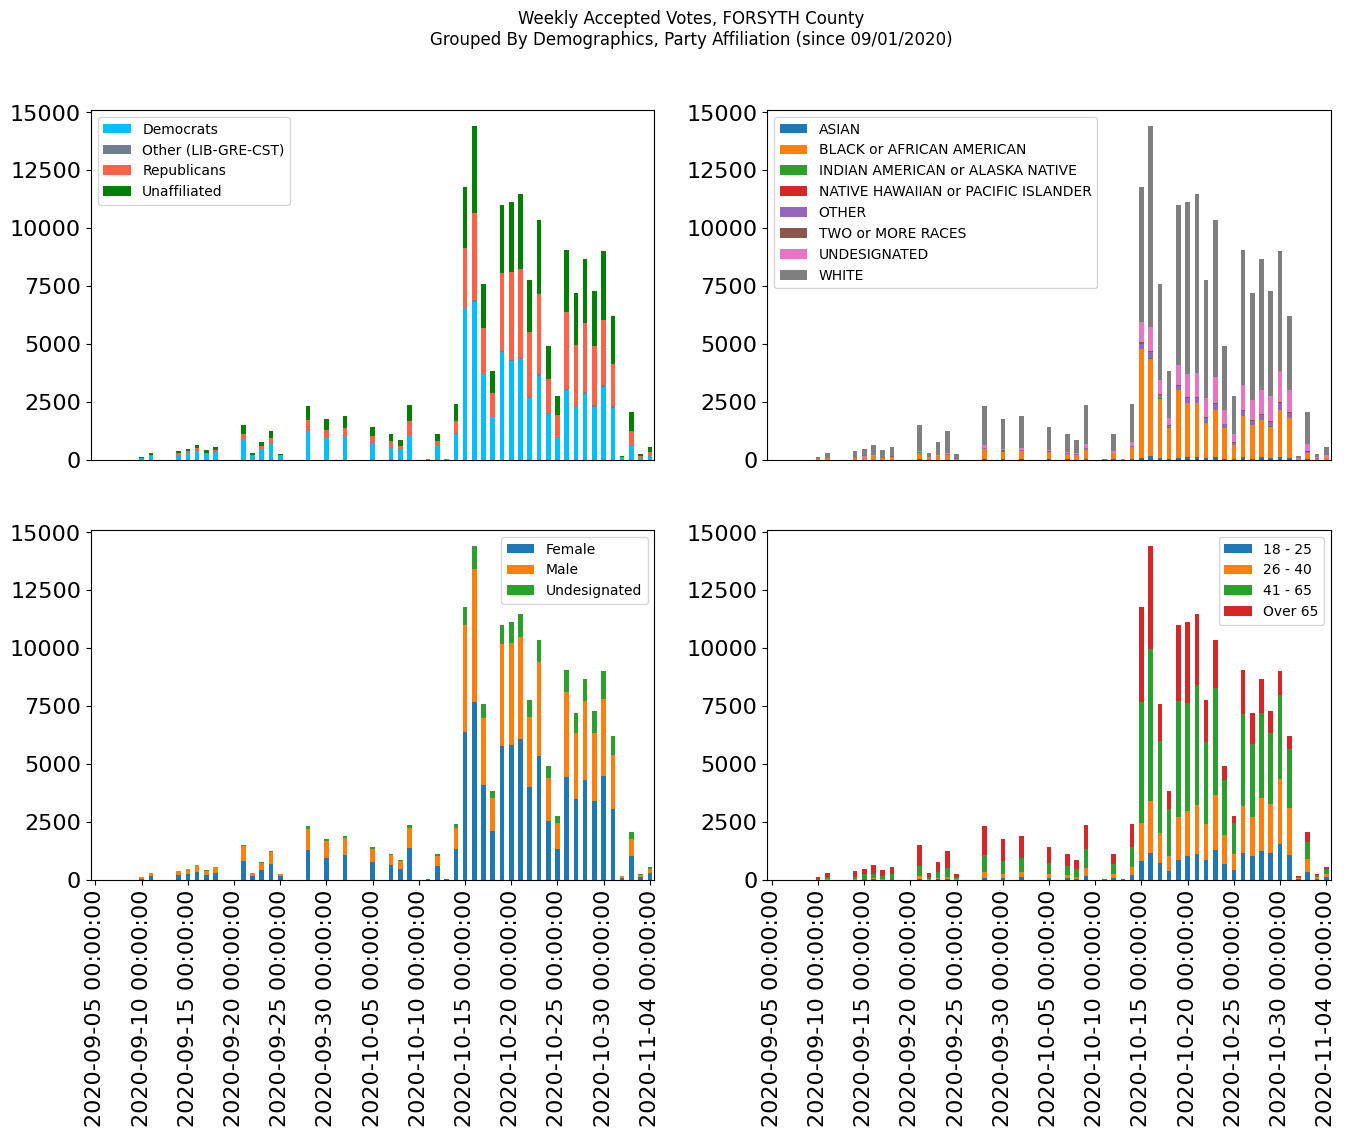 Weekly Accepted Votes, FORSYTH County
Grouped By Demographics, Party Affiliation (since 09/01/2020)
15000
12500
10000
7500
5000
2500
0
Democrats
Other (LIB-GRE-CST)
Republicans
Unaffiliated
15000
12500
10000
7500
5000
2500
0
ASIAN
BLACK or AFRICAN AMERICAN
INDIAN AMERICAN or ALASKA NATIVE
NATIVE HAWAIIAN or PACIFIC ISLANDER
OTHER
TWO or MORE RACES
UNDESIGNATED
WHITE
15000
12500
10000
7500
5000
2500
0
Female
Male
Undesignated
2020-09-05 00:00:00
2020-09-10 00:00:00
2020-09-15 00:00:00
2020-09-20 00:00:00
2020-09-25 00:00:00
2020-09-30 00:00:00
2020-10-05 00:00:00
2020-10-10 00:00:00
2020-10-15 00:00:00
2020-10-20 00:00:00
2020-10-25 00:00:00
2020-10-30 00:00:00
2020-11-04 00:00:00
15000
12500
10000
7500
5000
2500
0
18 - 25
26 - 40
41 - 65
Over 65
2020-09-05 00:00:00
2020-09-10 00:00:00
2020-09-15 00:00:00
2020-09-20 00:00:00
2020-09-25 00:00:00
2020-09-30 00:00:00
2020-10-05 00:00:00
2020-10-10 00:00:00
2020-10-15 00:00:00
2020-10-20 00:00:00
2020-10-25 00:00:00
2020-10-30 00:00:00
2020-11-04 00:00:00